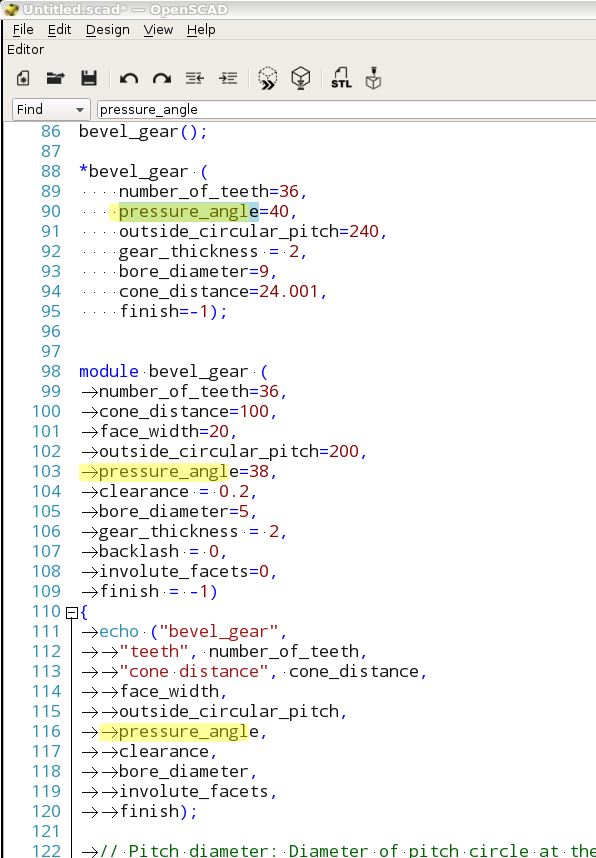 Untitled.scad* — OpenSCAD
File Edit Design View Help
Editor
STL
Find pressure_angle
86 bevel_gear();
87
88 *bevel_gear (
89 number_of_teeth=36,
90 pressure_angle=40,
91 outside_circular_pitch=240,
92 gear_thickness = 2,
93 bore_diameter=9,
94 cone_distance=24.001,
95 finish=-1);
96
97
98 module bevel_gear (
99 number_of_teeth=36,
100 cone_distance=100,
101 face_width=20,
102 outside_circular_pitch=200,
103 pressure_angle=38,
104 clearance = 0.2,
105 bore_diameter=5,
106 gear_thickness = 2,
107 backlash = 0,
108 involute_facets=0,
109 finish = -1)
110 {
111 echo ("bevel_gear",
112 "teeth", number_of_teeth,
113 "cone distance", cone_distance,
114 face_width,
115 outside_circular_pitch,
116 pressure_angle,
117 clearance,
118 bore_diameter,
119 involute_facets,
120 finish);
121
122 // Pitch diameter: Diameter of pitch circle at the